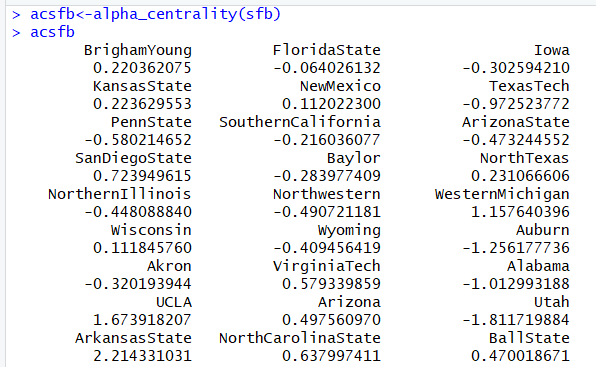 > acsfb<-alpha_centrality(sfb)
> acsfb
BrighamYoung FloridaState Iowa
0.220362075 -0.064026132 -0.302594210
KansasState NewMexico TexasTech
0.223629553 0.112022300 -0.972523772
PennState SouthernCalifornia ArizonaState
-0.580214652 -0.216036077 -0.473244552
SanDiegoState Baylor NorthTexas
0.723949615 -0.283977409 0.231066606
NorthernIllinois Northwestern WesternMichigan
-0.448088840 -0.490721181 1.157640396
Wisconsin Wyoming Auburn
0.111845760 -0.409456419 -1.256177736
Akron VirginiaTech Alabama
-0.320193944 0.579339859 -1.012993188
UCLA Arizona Utah
1.673918207 0.497560970 -1.811719884
ArkansasState NorthCarolinaState BallState
2.214331031 0.637997411 0.470018671